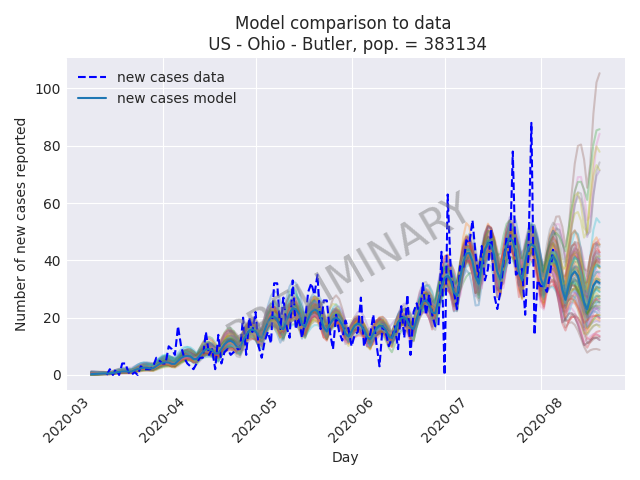 Model comparison to data
US - Ohio - Butler, pop. = 383134
new cases data
new cases model
PRELIMINARY
Number of new cases reported
100
80
60
40
20
0
2020-03
2020-04
2020-05
2020-06
2020-07
2020-08
Day